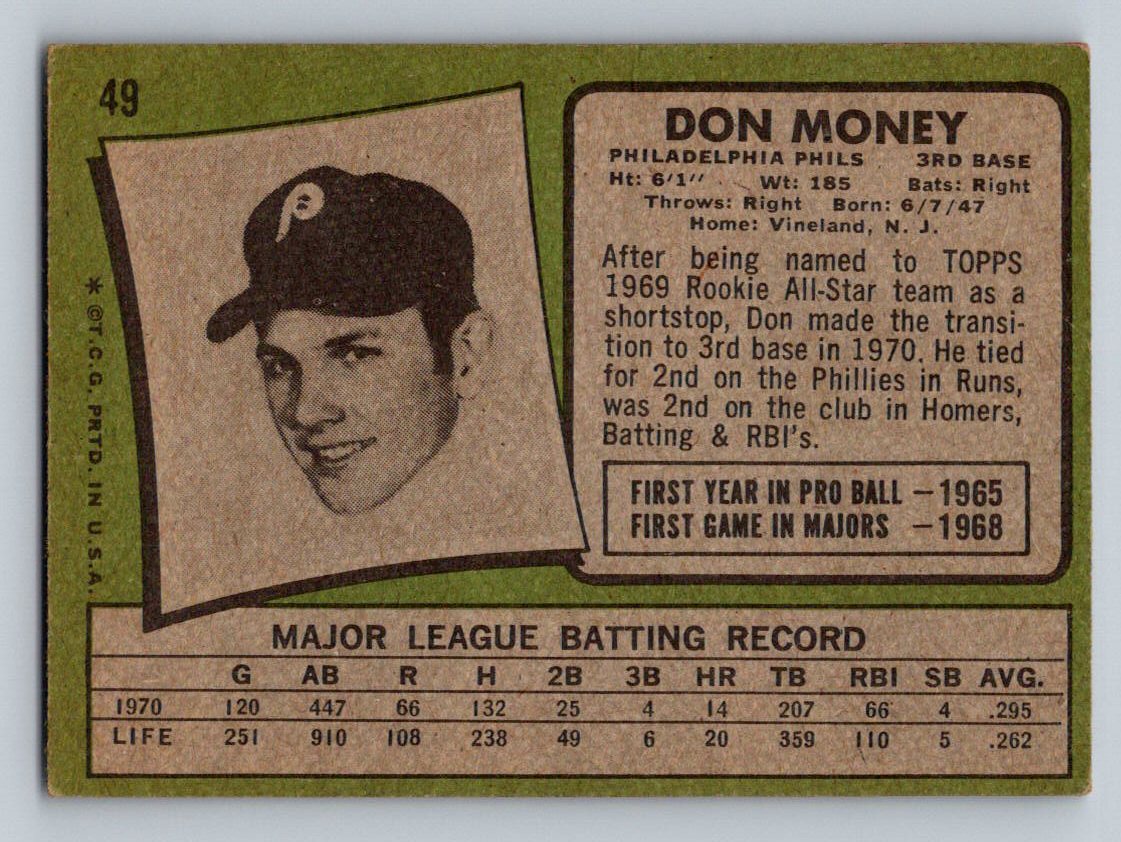 49
DON MONEY
PHILADELPHIA PHILS 3RD BASE
Ht: 6'1" Wt: 185 Bats: Right
Throws: Right Born: 6/7/47
Home: Vineland, N. J.
After being named to TOPPS
1969 Rookie All-Star team as a
shortstop, Don made the transi-
tion to 3rd base in 1970. He tied
for 2nd on the Phillies in Runs,
was 2nd on the club in Homers,
Batting & RBI's.
FIRST YEAR IN PRO BALL — 1965
FIRST GAME IN MAJORS — 1968
P
* © T.C.G. PRTD. IN U.S.A.
MAJOR LEAGUE BATTING RECORD
G AB R H 2B 3B HR TB RBI SB AVG.
1970 120 447 66 132 25 4 14 207 66 4 .295
LIFE 251 910 108 238 49 6 20 359 110 5 .262